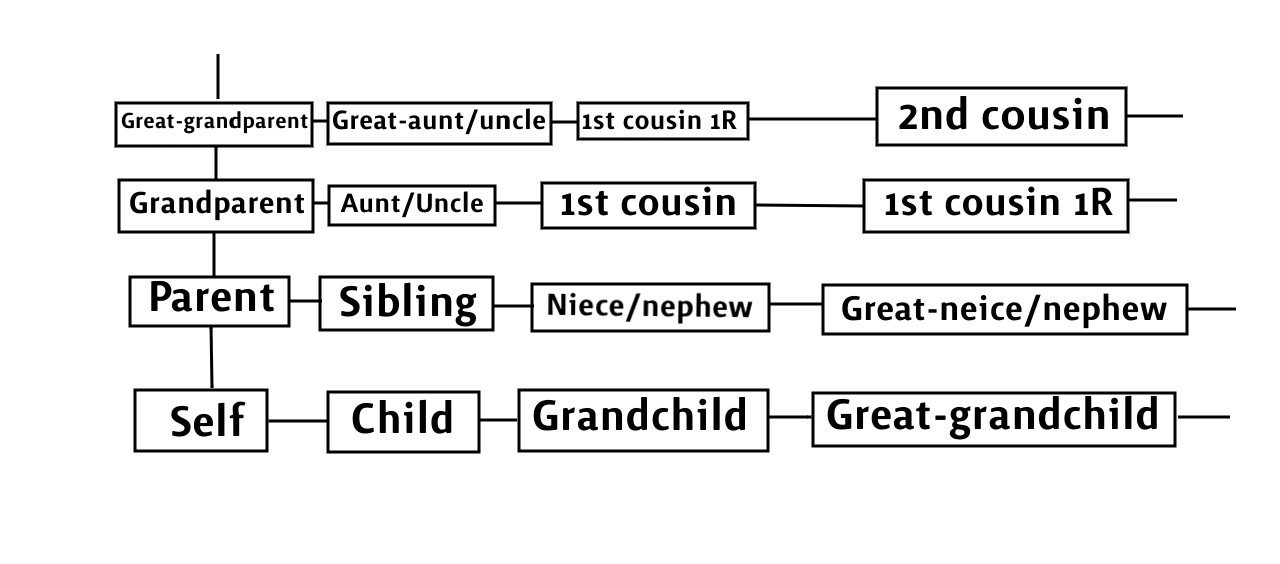 Great-grandparent Great-aunt/uncle 1st cousin 1R 2nd cousin
Grandparent Aunt/Uncle 1st cousin 1st cousin 1R
Parent Sibling Niece/nephew Great-neice/nephew
Self Child Grandchild Great-grandchild